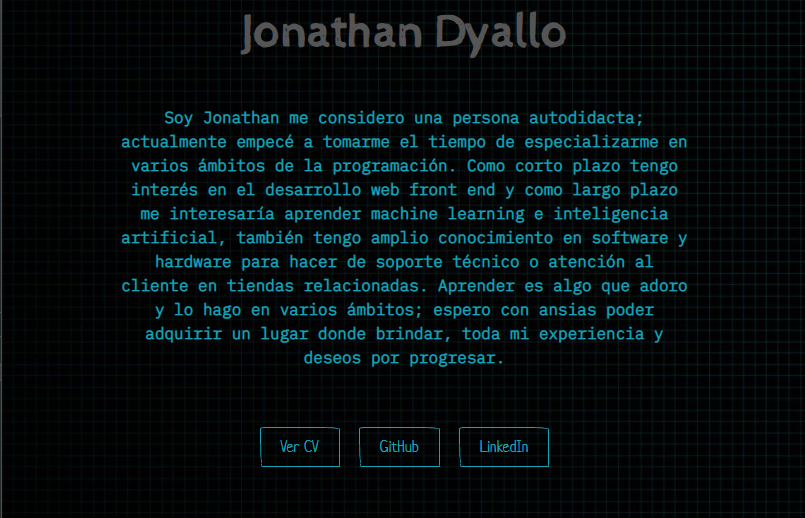 Jonathan Dyallo
Soy Jonathan me considero una persona autodidacta;
actualmente empecé a tomarme el tiempo de especializarme en
varios ámbitos de la programación. Como corto plazo tengo
interés en el desarrollo web front end y como largo plazo
me interesaría aprender machine learning e inteligencia
artificial, también tengo amplio conocimiento en software y
hardware para hacer de soporte técnico o atención al
cliente en tiendas relacionadas. Aprender es algo que adoro
y lo hago en varios ámbitos; espero con ansias poder
adquirir un lugar donde brindar, toda mi experiencia y
deseos por progresar.
Ver CV
GitHub
LinkedIn